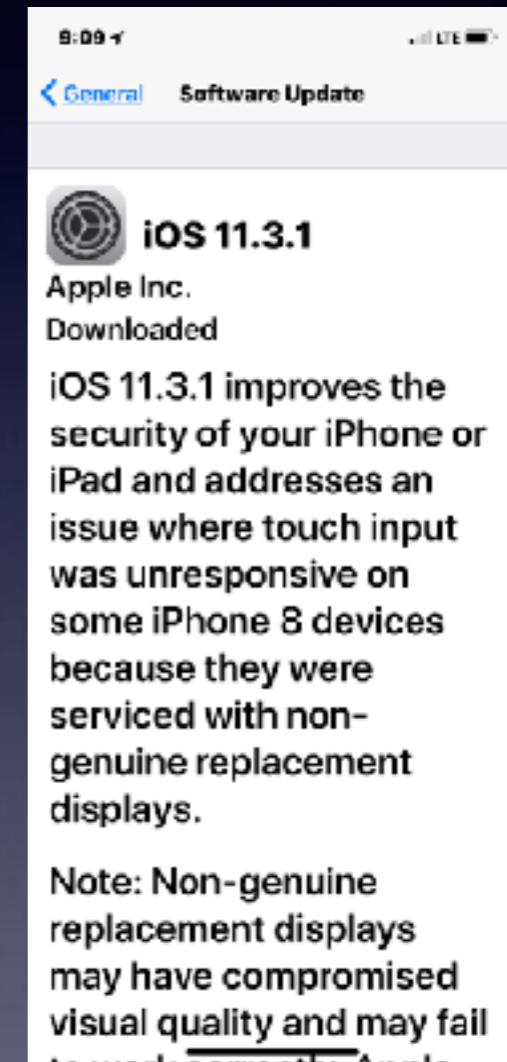 9:09
LTE
General Software Update
iOS 11.3.1
Apple Inc.
Downloaded
iOS 11.3.1 improves the
security of your iPhone or
iPad and addresses an
issue where touch input
was unresponsive on
some iPhone 8 devices
because they were
serviced with non-
genuine replacement
displays.
Note: Non-genuine
replacement displays
may have compromised
visual quality and may fail